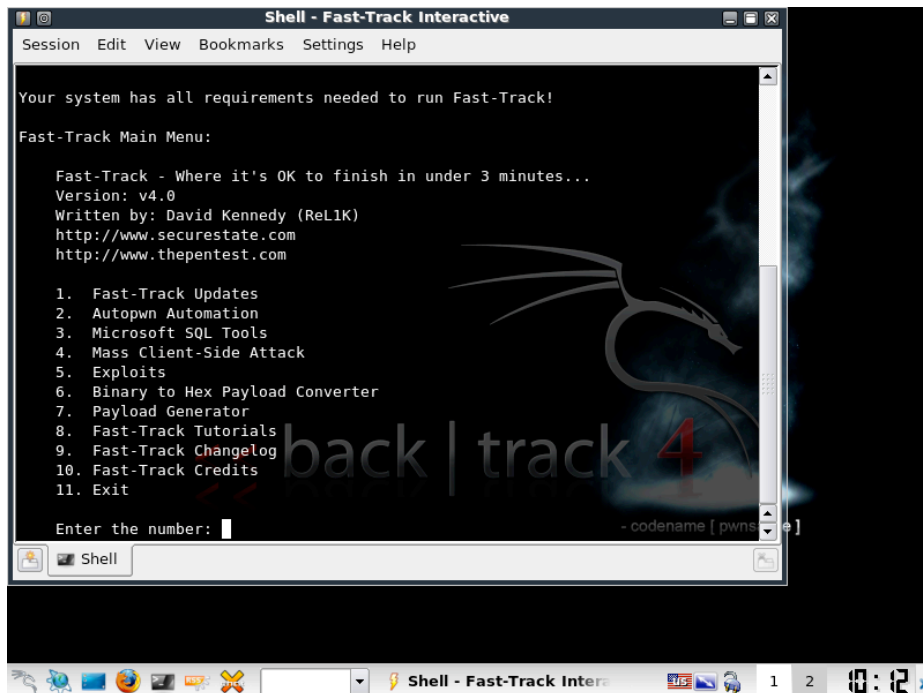 Shell - Fast-Track Interactive
Session Edit View Bookmarks Settings Help
Your system has all requirements needed to run Fast-Track!
Fast-Track Main Menu:
Fast-Track - Where it's OK to finish in under 3 minutes...
Version: v4.0
Written by: David Kennedy (ReL1K)
http://www.securestate.com
http://www.thepentest.com
1. Fast-Track Updates
2. Autopwn Automation
3. Microsoft SQL Tools
4. Mass Client-Side Attack
5. Exploits
6. Binary to Hex Payload Converter
7. Payload Generator
8. Fast-Track Tutorials
9. Fast-Track Changelog
10. Fast-Track Credits
11. Exit
Enter the number:
<< back | track 4
- codename [
Shell
Shell - Fast-Track Inter
US
1 2 10:12